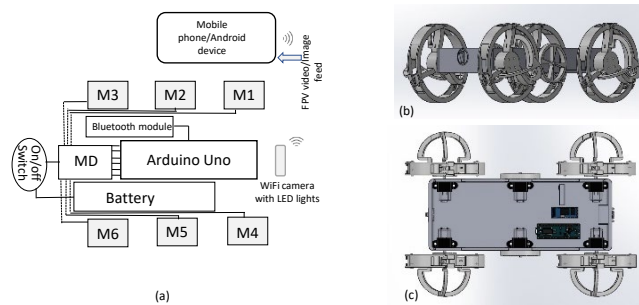 Mobile
phone/Android
device
FPV video/image
feed
M3
M2
M1
Bluetooth module
On/off
Switch
MD
Arduino Uno
WiFi camera
with LED lights
Battery
M6
M5
M4
(a)
(b)
(c)